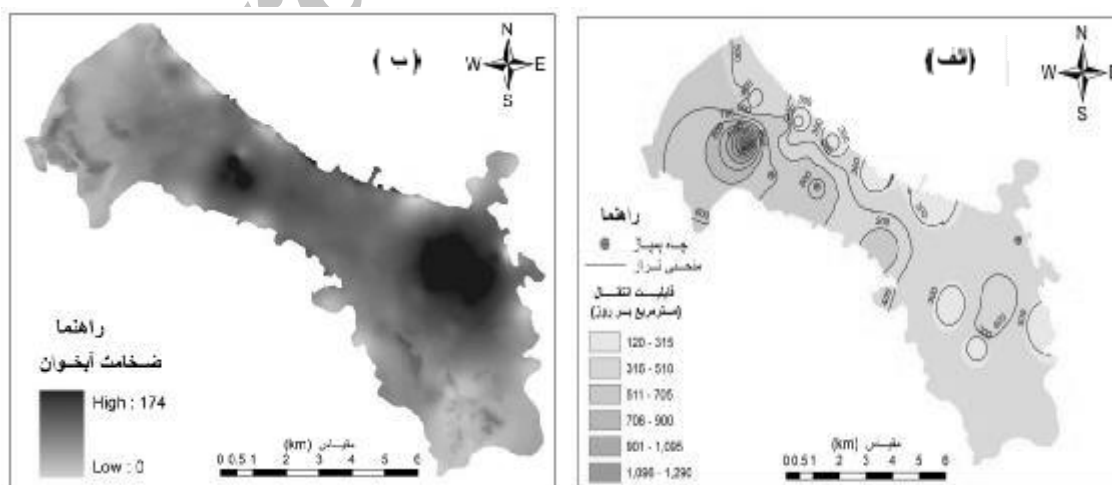 (ب)
N
W E
S
راهنما
ضخامت آبخوان
High : 174
Low : 0
مقیاس (km)
0 0.5 1 2 3 4 5 6
(الف)
N
W E
S
راهنما
چاه پمپاژ
منحنی تراز
قابلیت انتقال
(مترمربع بر روز)
120 - 315
316 - 510
511 - 705
706 - 900
901 - 1,095
1,096 - 1,290
مقیاس (km)
0 0.5 1 2 3 4 5 6